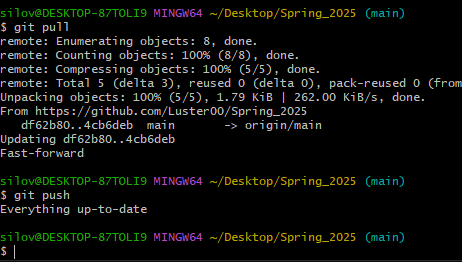 silov@DESKTOP-87TOLI9 MINGW64 ~/Desktop/Spring_2025 (main)
$ git pull
remote: Enumerating objects: 8, done.
remote: Counting objects: 100% (8/8), done.
remote: Compressing objects: 100% (5/5), done.
remote: Total 5 (delta 3), reused 0 (delta 0), pack-reused 0 (from
Unpacking objects: 100% (5/5), 1.79 KiB | 262.00 KiB/s, done.
From https://github.com/Luster00/Spring_2025
   df62b80..4cb6deb  main       -> origin/main
Updating df62b80..4cb6deb
Fast-forward
silov@DESKTOP-87TOLI9 MINGW64 ~/Desktop/Spring_2025 (main)
$ git push
Everything up-to-date
silov@DESKTOP-87TOLI9 MINGW64 ~/Desktop/Spring_2025 (main)
$